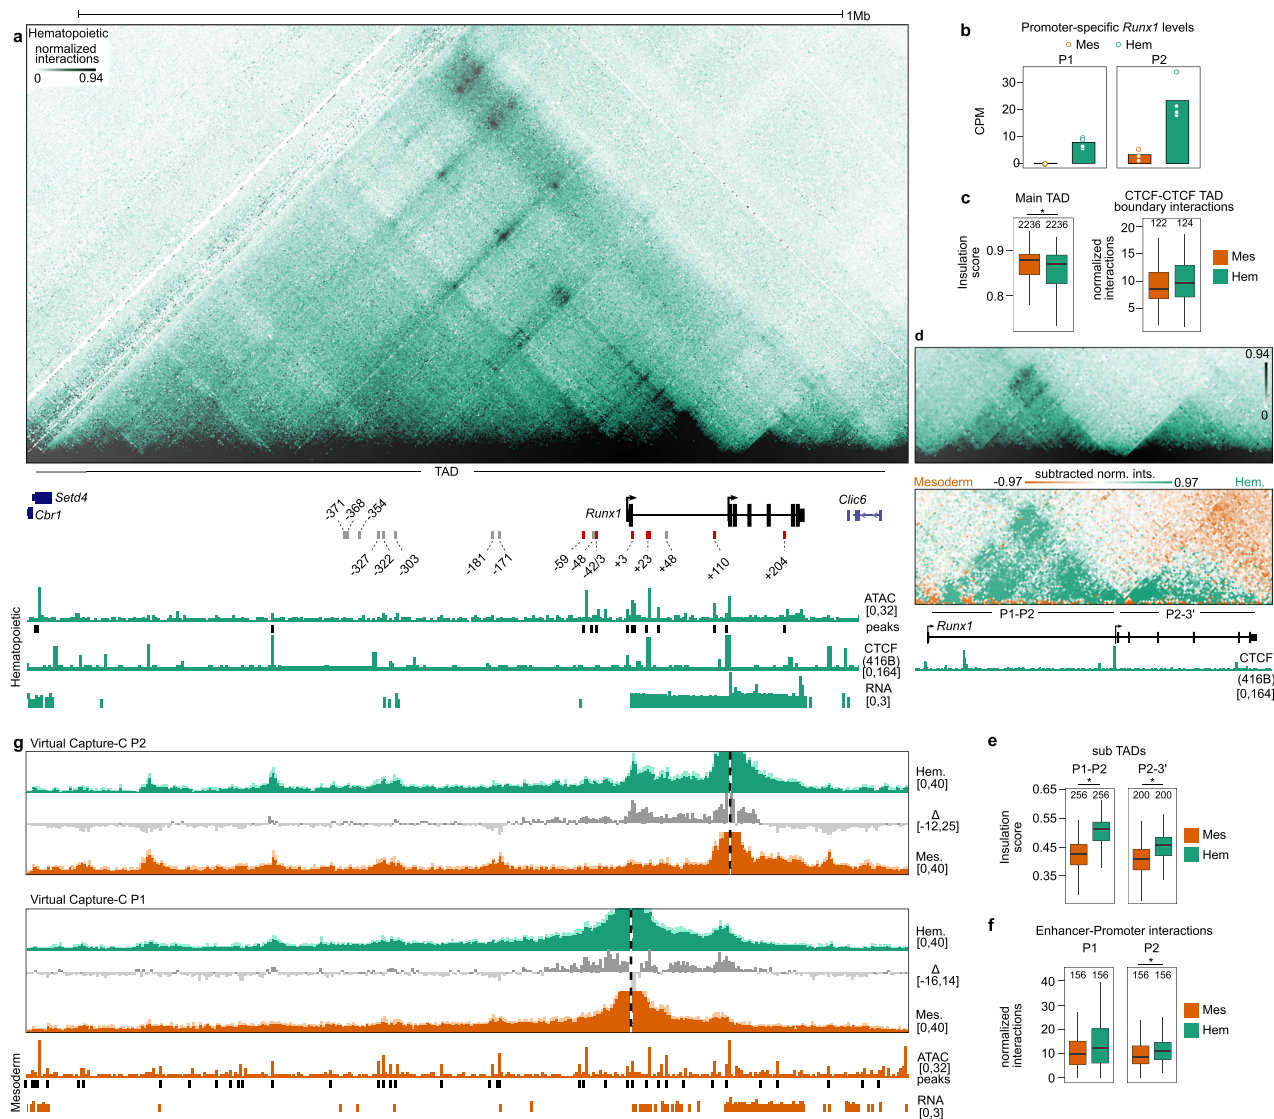 1Mb
a
Hematopoietic
normalized
interactions
0 0.94
TAD
Setd4
Cbr1
Runx1
Clic6
-371
-368
-354
-327
-322
-303
-181
-171
-59
-48
-42/3
+3
+23
+48
+110
+204
Hematopoietic
ATAC
[0,32]
peaks
CTCF
(416B)
[0,164]
RNA
[0,3]
b
Promoter-specific Runx1 levels
Mes Hem
P1 P2
CPM
30
20
10
0
c
Main TAD
*
2236 2236
Insulation
score
0.9
0.8
CTCF-CTCF TAD
boundary interactions
122 124
normalized
interactions
20
15
10
5
Mes
Hem
d
0.94
0
subtracted norm. ints.
Mesoderm -0.97 0.97 Hem.
P1-P2 P2-3'
Runx1
CTCF
(416B)
[0,164]
e
sub TADs
P1-P2 P2-3'
* *
256 256 200 200
Insulation
score
0.65
0.55
0.45
0.35
Mes
Hem
f
Enhancer-Promoter interactions
P1 P2
*
156 156 156 156
normalized
interactions
40
30
20
10
0
Mes
Hem
g
Virtual Capture-C P2
Hem.
[0,40]
Δ
[-12,25]
Mes.
[0,40]
Virtual Capture-C P1
Hem.
[0,40]
Δ
[-16,14]
Mes.
[0,40]
Mesoderm
ATAC
[0,32]
peaks
RNA
[0,3]